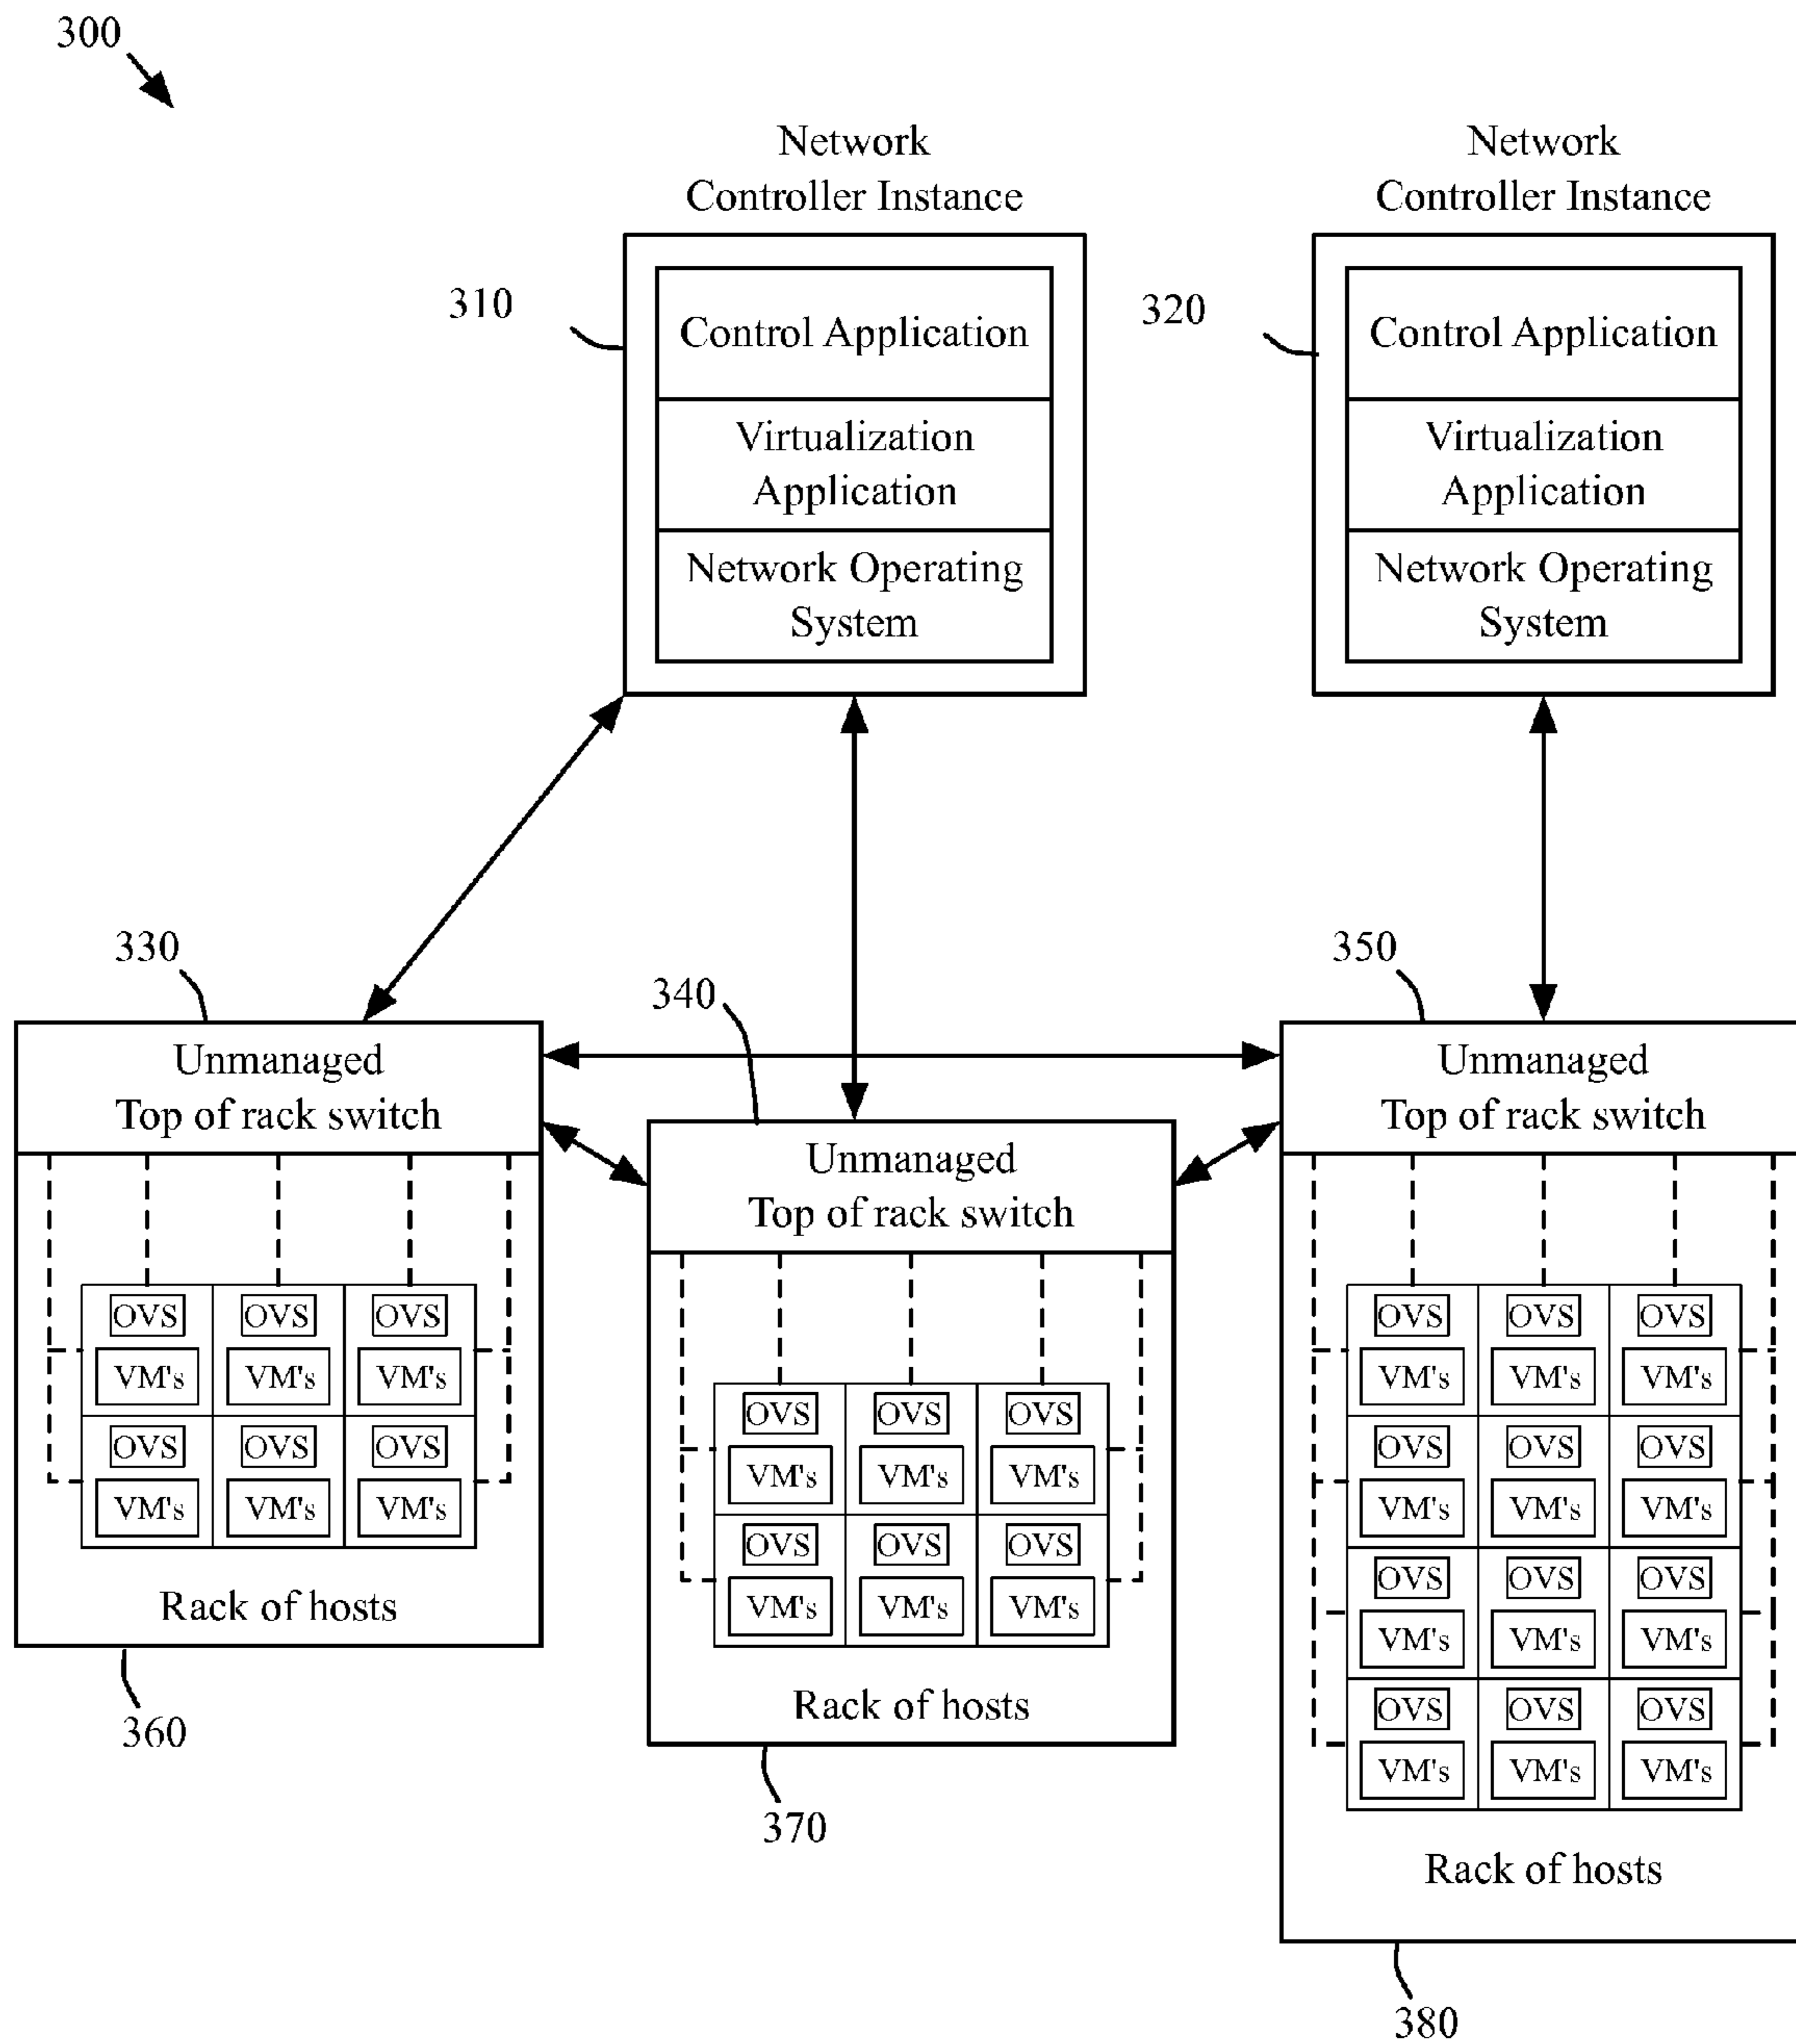 300
Network
Controller Instance
310
Control Application
Virtualization
Application
Network Operating
System
Network
Controller Instance
320
Control Application
Virtualization
Application
Network Operating
System
330
Unmanaged
Top of rack switch
OVS OVS OVS
VM's VM's VM's
OVS OVS OVS
VM's VM's VM's
Rack of hosts
360
340
Unmanaged
Top of rack switch
OVS OVS OVS
VM's VM's VM's
OVS OVS OVS
VM's VM's VM's
Rack of hosts
370
350
Unmanaged
Top of rack switch
OVS OVS OVS
VM's VM's VM's
OVS OVS OVS
VM's VM's VM's
OVS OVS OVS
VM's VM's VM's
OVS OVS OVS
VM's VM's VM's
Rack of hosts
380